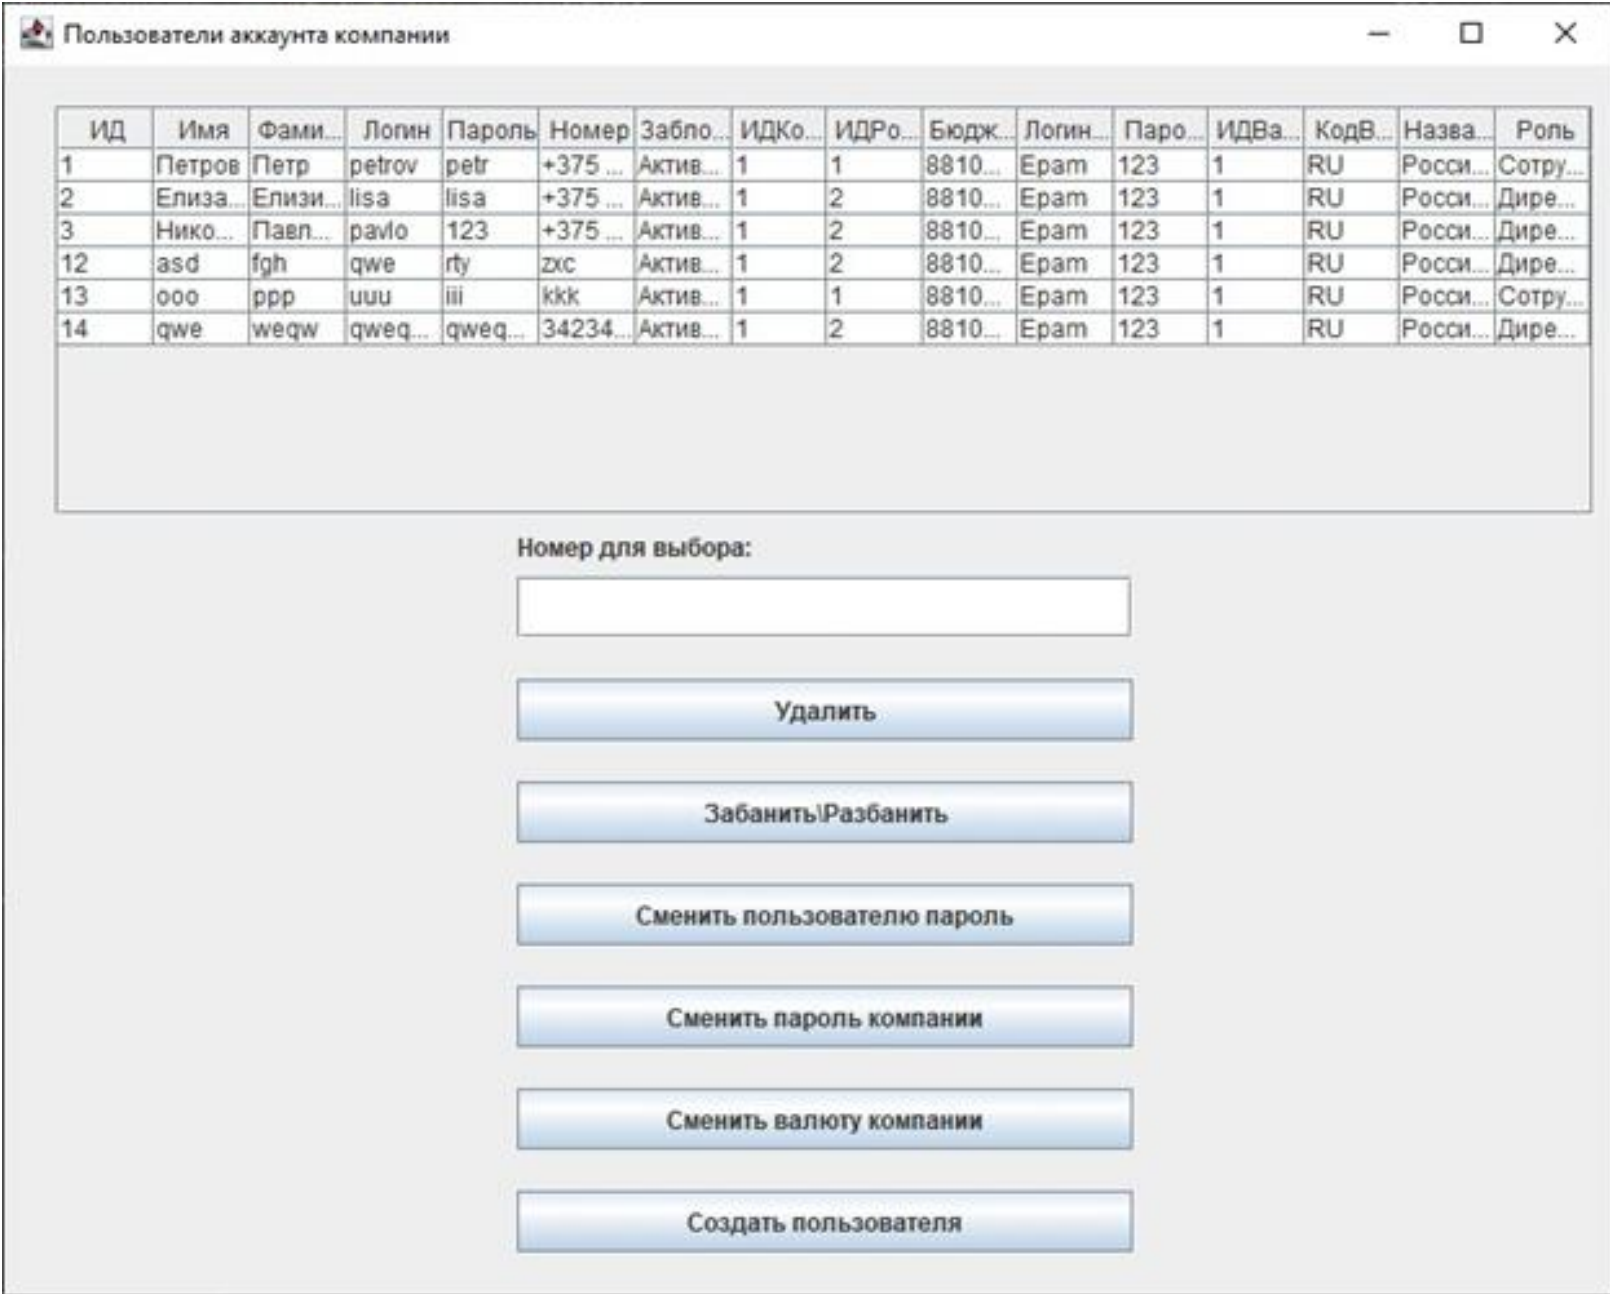 Пользователи аккаунта компании
ИД Имя Фами... Логин Пароль Номер Забло... ИДКо... ИДРо... Бюдж... Логин... Паро... ИДВа... КодВ... Назва... Роль
1 Петров Петр petrov petr +375 ... Актив... 1 1 8810... Epam 123 1 RU Росси... Сотру...
2 Елиза... Елизи... lisa lisa +375 ... Актив... 1 2 8810... Epam 123 1 RU Росси... Дире...
3 Нико... Павл... pavlo 123 +375 ... Актив... 1 2 8810... Epam 123 1 RU Росси... Дире...
12 asd fgh qwe rty zxc Актив... 1 2 8810... Epam 123 1 RU Росси... Дире...
13 ooo ppp uuu iii kkk Актив... 1 1 8810... Epam 123 1 RU Росси... Сотру...
14 qwe weqw qweq... qweq... 34234... Актив... 1 2 8810... Epam 123 1 RU Росси... Дире...
Номер для выбора:
Удалить
Забанить\Разбанить
Сменить пользователю пароль
Сменить пароль компании
Сменить валюту компании
Создать пользователя